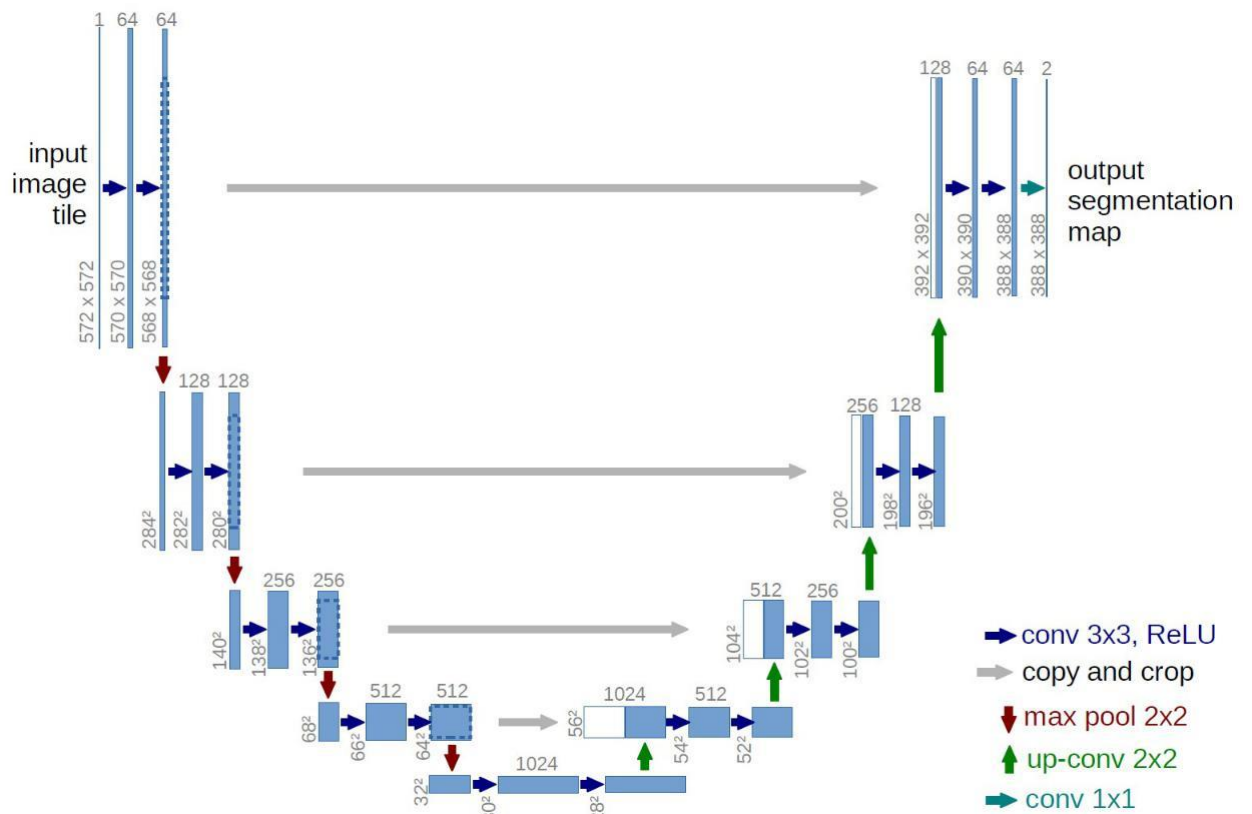 1 64 64
input
image
tile
572 x 572
570 x 570
568 x 568
128 64 64 2
output
segmentation
map
392 x 392
390 x 390
388 x 388
388 x 388
128 128
284²
282²
280²
256 128
200²
198²
196²
256 256
140²
138²
136²
512 256
104²
102²
100²
512 512
68²
66²
64²
1024 512
56²
54²
52²
1024
32²
conv 3x3, ReLU
copy and crop
max pool 2x2
up-conv 2x2
conv 1x1